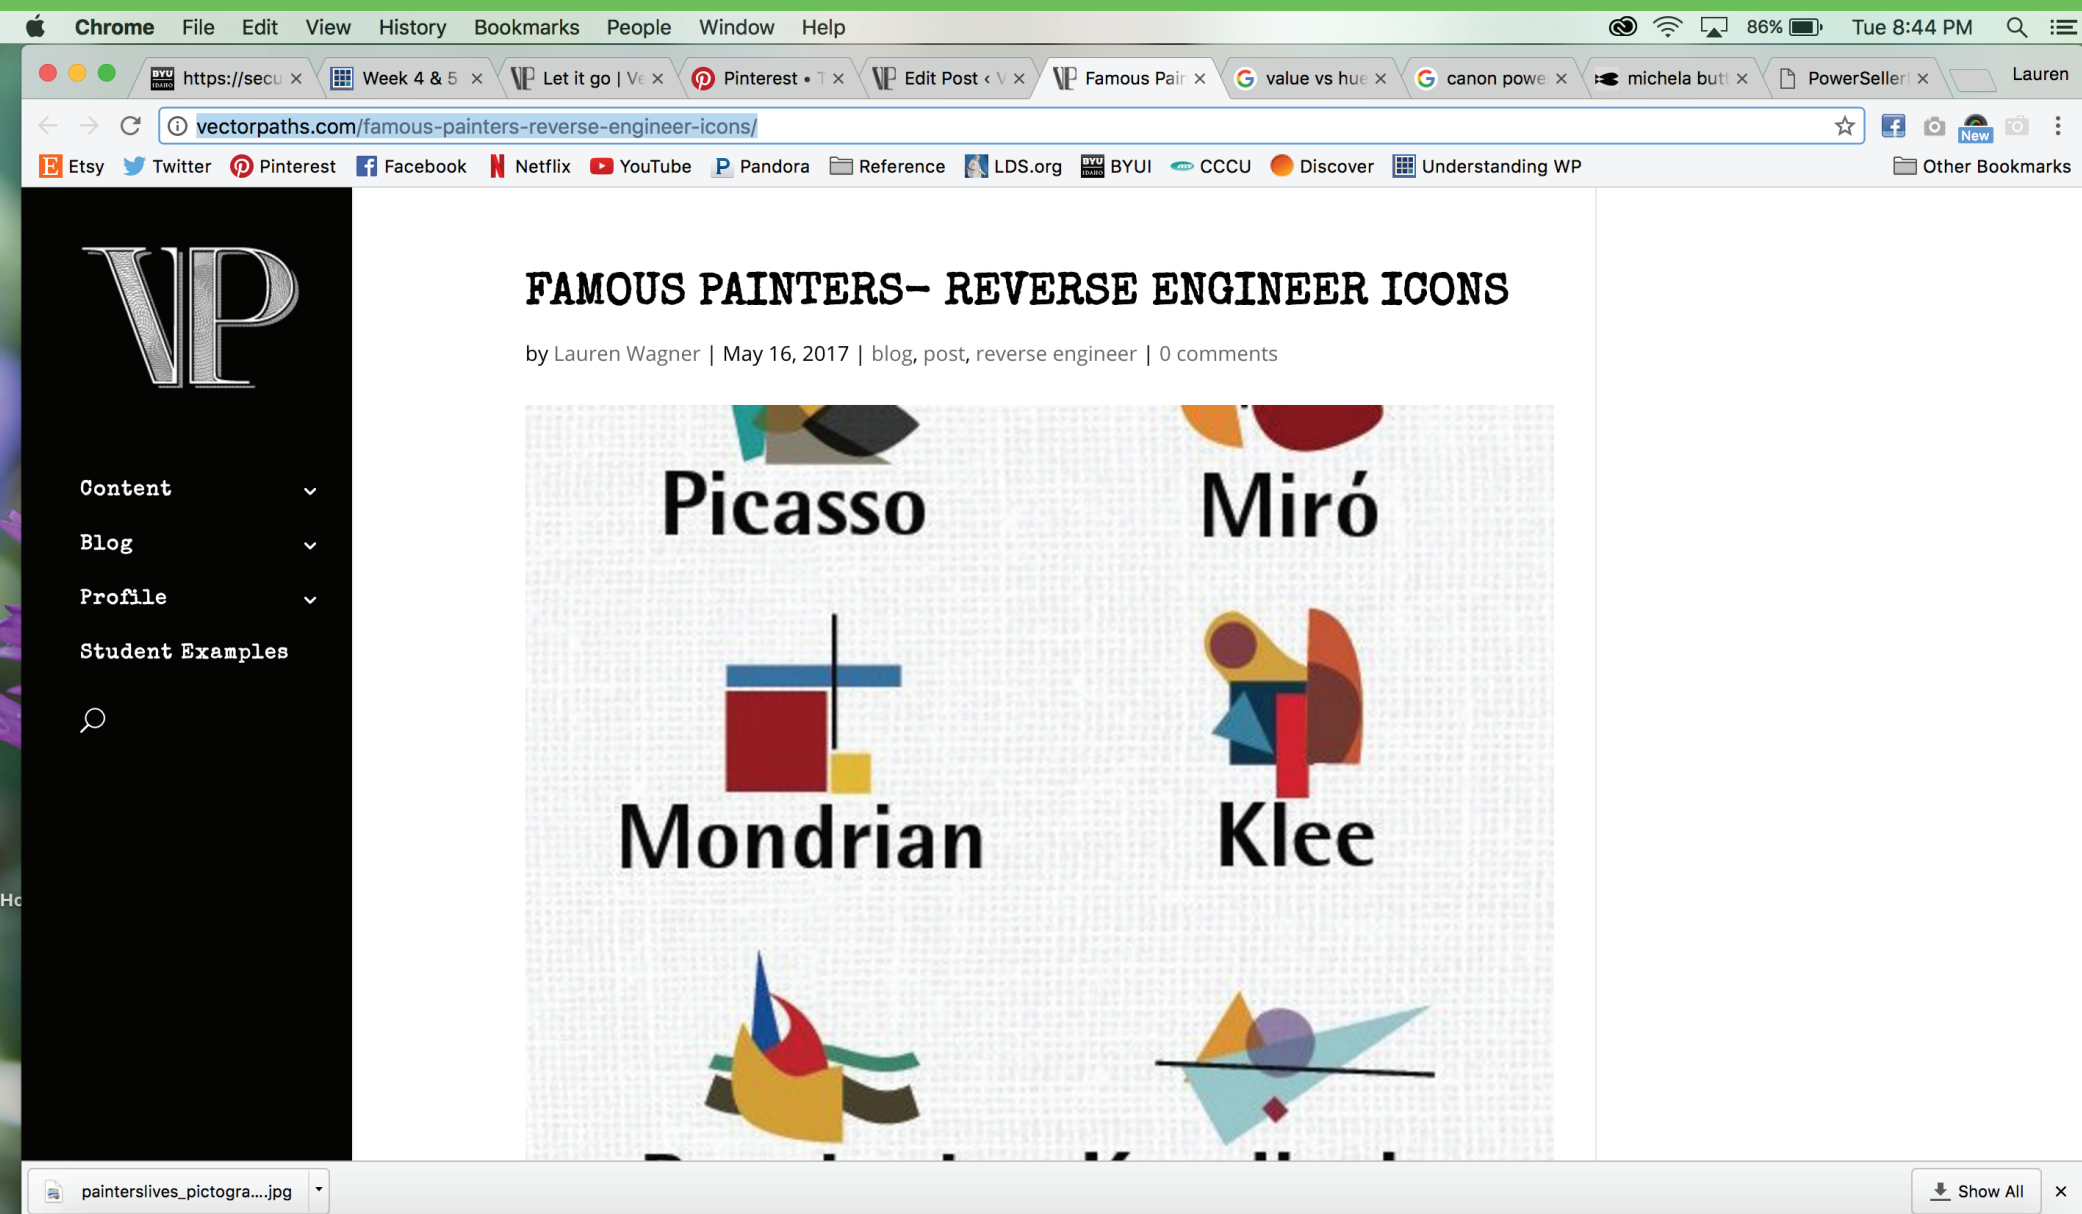 Chrome File Edit View History Bookmarks People Window Help 86% Tue 8:44 PM
https://secu Week 4 & 5 Let it go | Ve Pinterest • T Edit Post ‹ V Famous Pain value vs hue canon powe michela butt PowerSeller Lauren
vectorpaths.com/famous-painters-reverse-engineer-icons/ New
Etsy Twitter Pinterest Facebook Netflix YouTube Pandora Reference LDS.org BYUI CCCU Discover Understanding WP Other Bookmarks
VP
FAMOUS PAINTERS– REVERSE ENGINEER ICONS
by Lauren Wagner | May 16, 2017 | blog, post, reverse engineer | 0 comments
Content
Blog
Profile
Student Examples
Picasso Miró
Mondrian Klee
painterslives_pictogra....jpg Show All